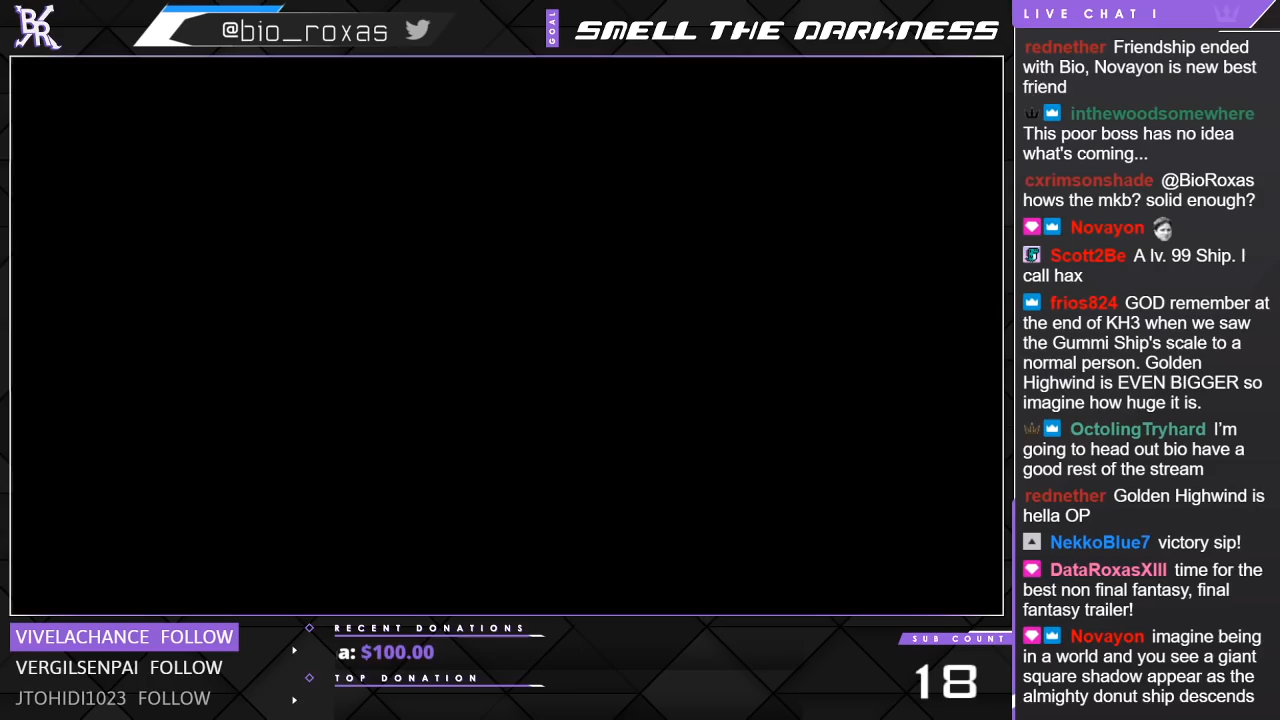 BR
@bio_roxas
GOAL
SMELL THE DARKNESS
LIVE CHAT
rednether Friendship ended
with Bio, Novayon is new best
friend
inthewoodsomewhere
This poor boss has no idea
what's coming...
cxrimsonshade @BioRoxas
hows the mkb? solid enough?
Novayon
Scott2Be A lv. 99 Ship. I
call hax
frios824 GOD remember at
the end of KH3 when we saw
the Gummi Ship's scale to a
normal person. Golden
Highwind is EVEN BIGGER so
imagine how huge it is.
OctolingTryhard I'm
going to head out bio have a
good rest of the stream
rednether Golden Highwind is
hella OP
NekkoBlue7 victory sip!
DataRoxasXIII time for the
best non final fantasy, final
fantasy trailer!
Novayon imagine being
in a world and you see a giant
square shadow appear as the
almighty donut ship descends
VIVELACHANCE FOLLOW
VERGILSENPAI FOLLOW
JTOHIDI1023 FOLLOW
RECENT DONATIONS
a: $100.00
TOP DONATION
SUB COUNT
18